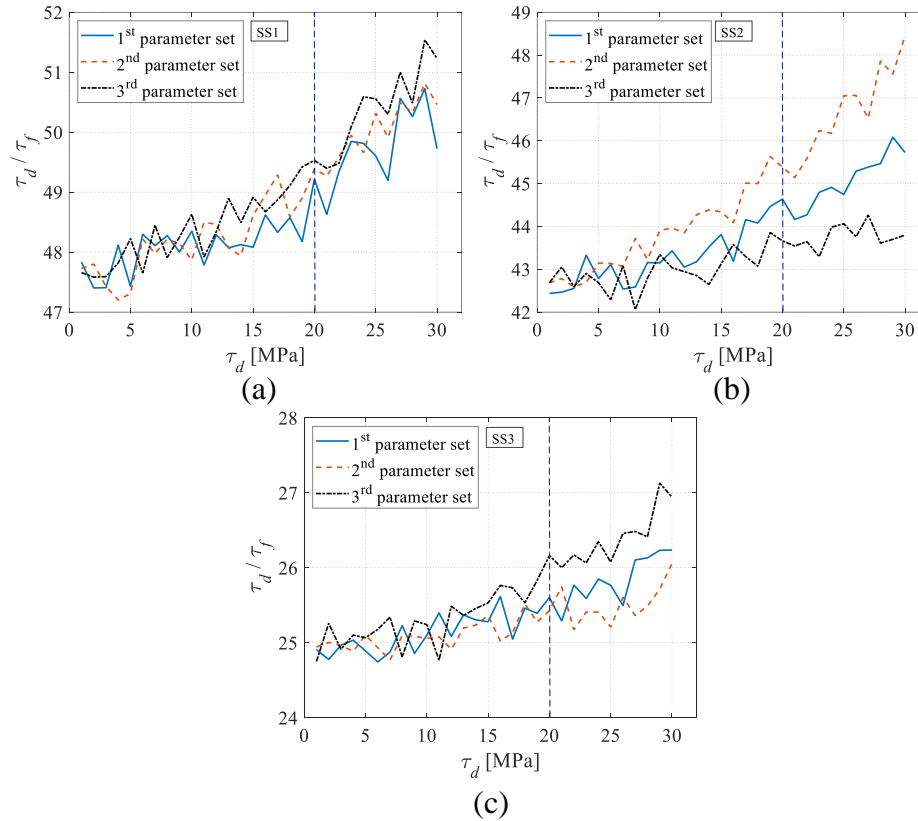 52
51
50
49
48
47
τd / τf
1st parameter set
2nd parameter set
3rd parameter set
SS1
0 5 10 15 20 25 30
τd [MPa]
(a)
49
48
47
46
45
44
43
42
τd / τf
1st parameter set
2nd parameter set
3rd parameter set
SS2
0 5 10 15 20 25 30
τd [MPa]
(b)
28
27
26
25
24
τd / τf
1st parameter set
2nd parameter set
3rd parameter set
SS3
0 5 10 15 20 25 30
τd [MPa]
(c)